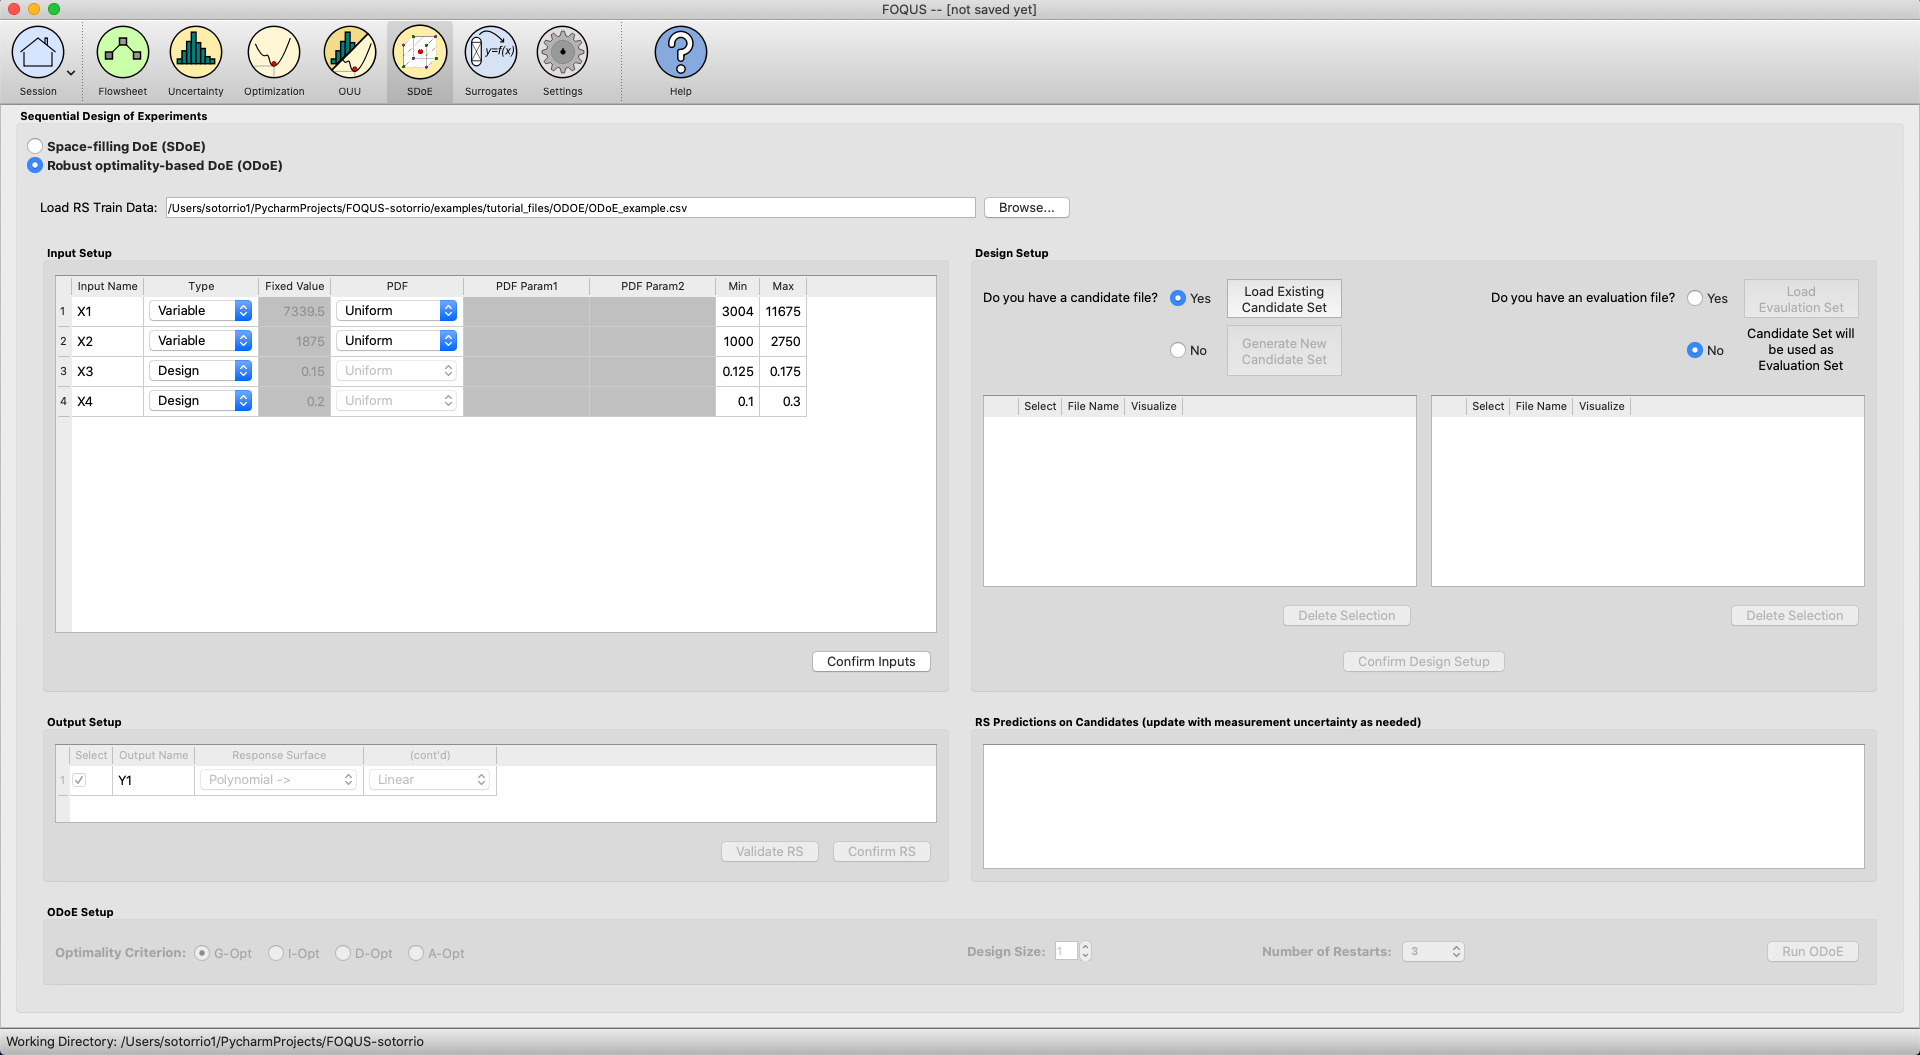 FOQUS -- [not saved yet]
Session
Flowsheet
Uncertainty
Optimization
OUU
SDoE
y=f(x)
Surrogates
Settings
Help
Sequential Design of Experiments
Space-filling DoE (SDoE)
Robust optimality-based DoE (ODoE)
Load RS Train Data: /Users/sotorrio1/PycharmProjects/FOQUS-sotorrio/examples/tutorial_files/ODOE/ODoE_example.csv Browse...
Input Setup
Input Name Type Fixed Value PDF PDF Param1 PDF Param2 Min Max
1 X1 Variable 7339.5 Uniform 3004 11675
2 X2 Variable 1875 Uniform 1000 2750
3 X3 Design 0.15 Uniform 0.125 0.175
4 X4 Design 0.2 Uniform 0.1 0.3
Confirm Inputs
Design Setup
Do you have a candidate file? Yes
No
Load Existing
Candidate Set
Generate New
Candidate Set
Do you have an evaluation file? Yes
No
Load
Evaulation Set
Candidate Set will
be used as
Evaluation Set
Select File Name Visualize
Select File Name Visualize
Delete Selection
Delete Selection
Confirm Design Setup
Output Setup
Select Output Name Response Surface (cont'd)
1 Y1 Polynomial -> Linear
Validate RS Confirm RS
RS Predictions on Candidates (update with measurement uncertainty as needed)
ODoE Setup
Optimality Criterion: G-Opt I-Opt D-Opt A-Opt Design Size: 1 Number of Restarts: 3 Run ODoE
Working Directory: /Users/sotorrio1/PycharmProjects/FOQUS-sotorrio